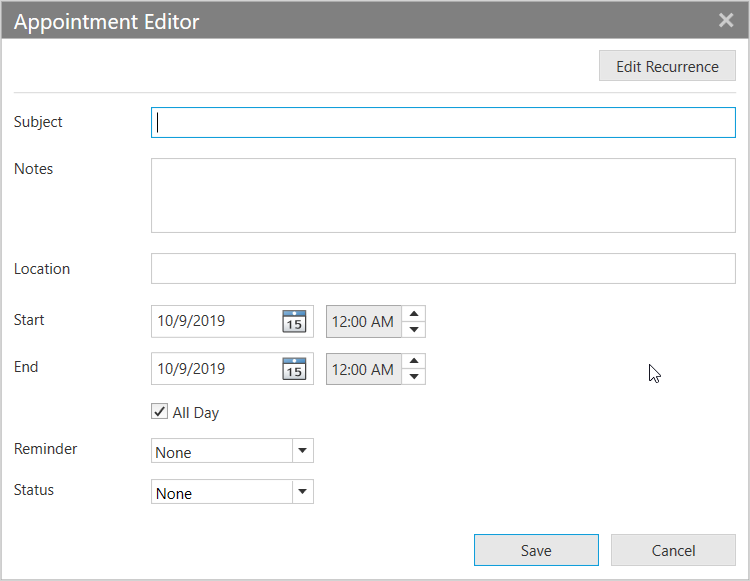 Appointment Editor
Edit Recurrence
Subject
Notes
Location
Start 10/9/2019 15 12:00 AM
End 10/9/2019 15 12:00 AM
All Day
Reminder None
Status None
Save Cancel